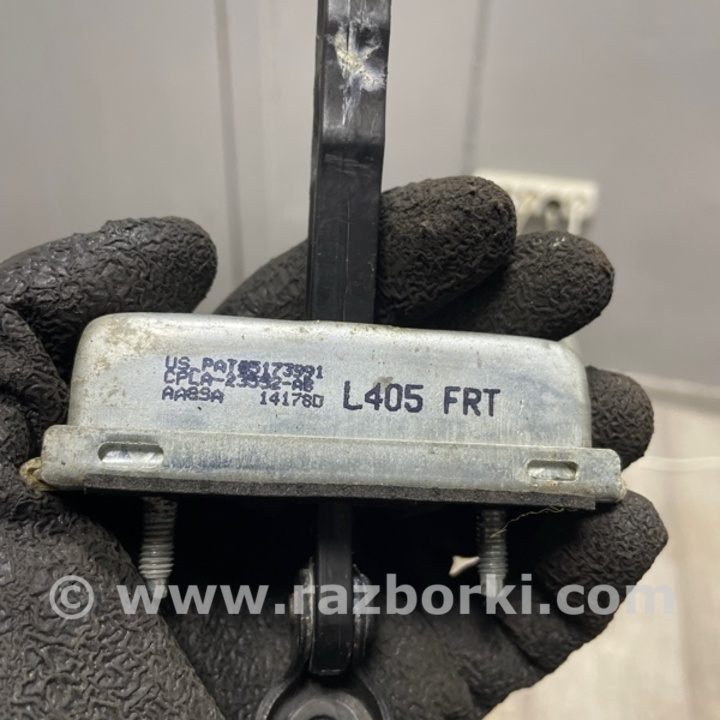 US PAT#5173991
CPLA-23552-AB
AA89A 14178D
L405 FRT
© www.razborki.com